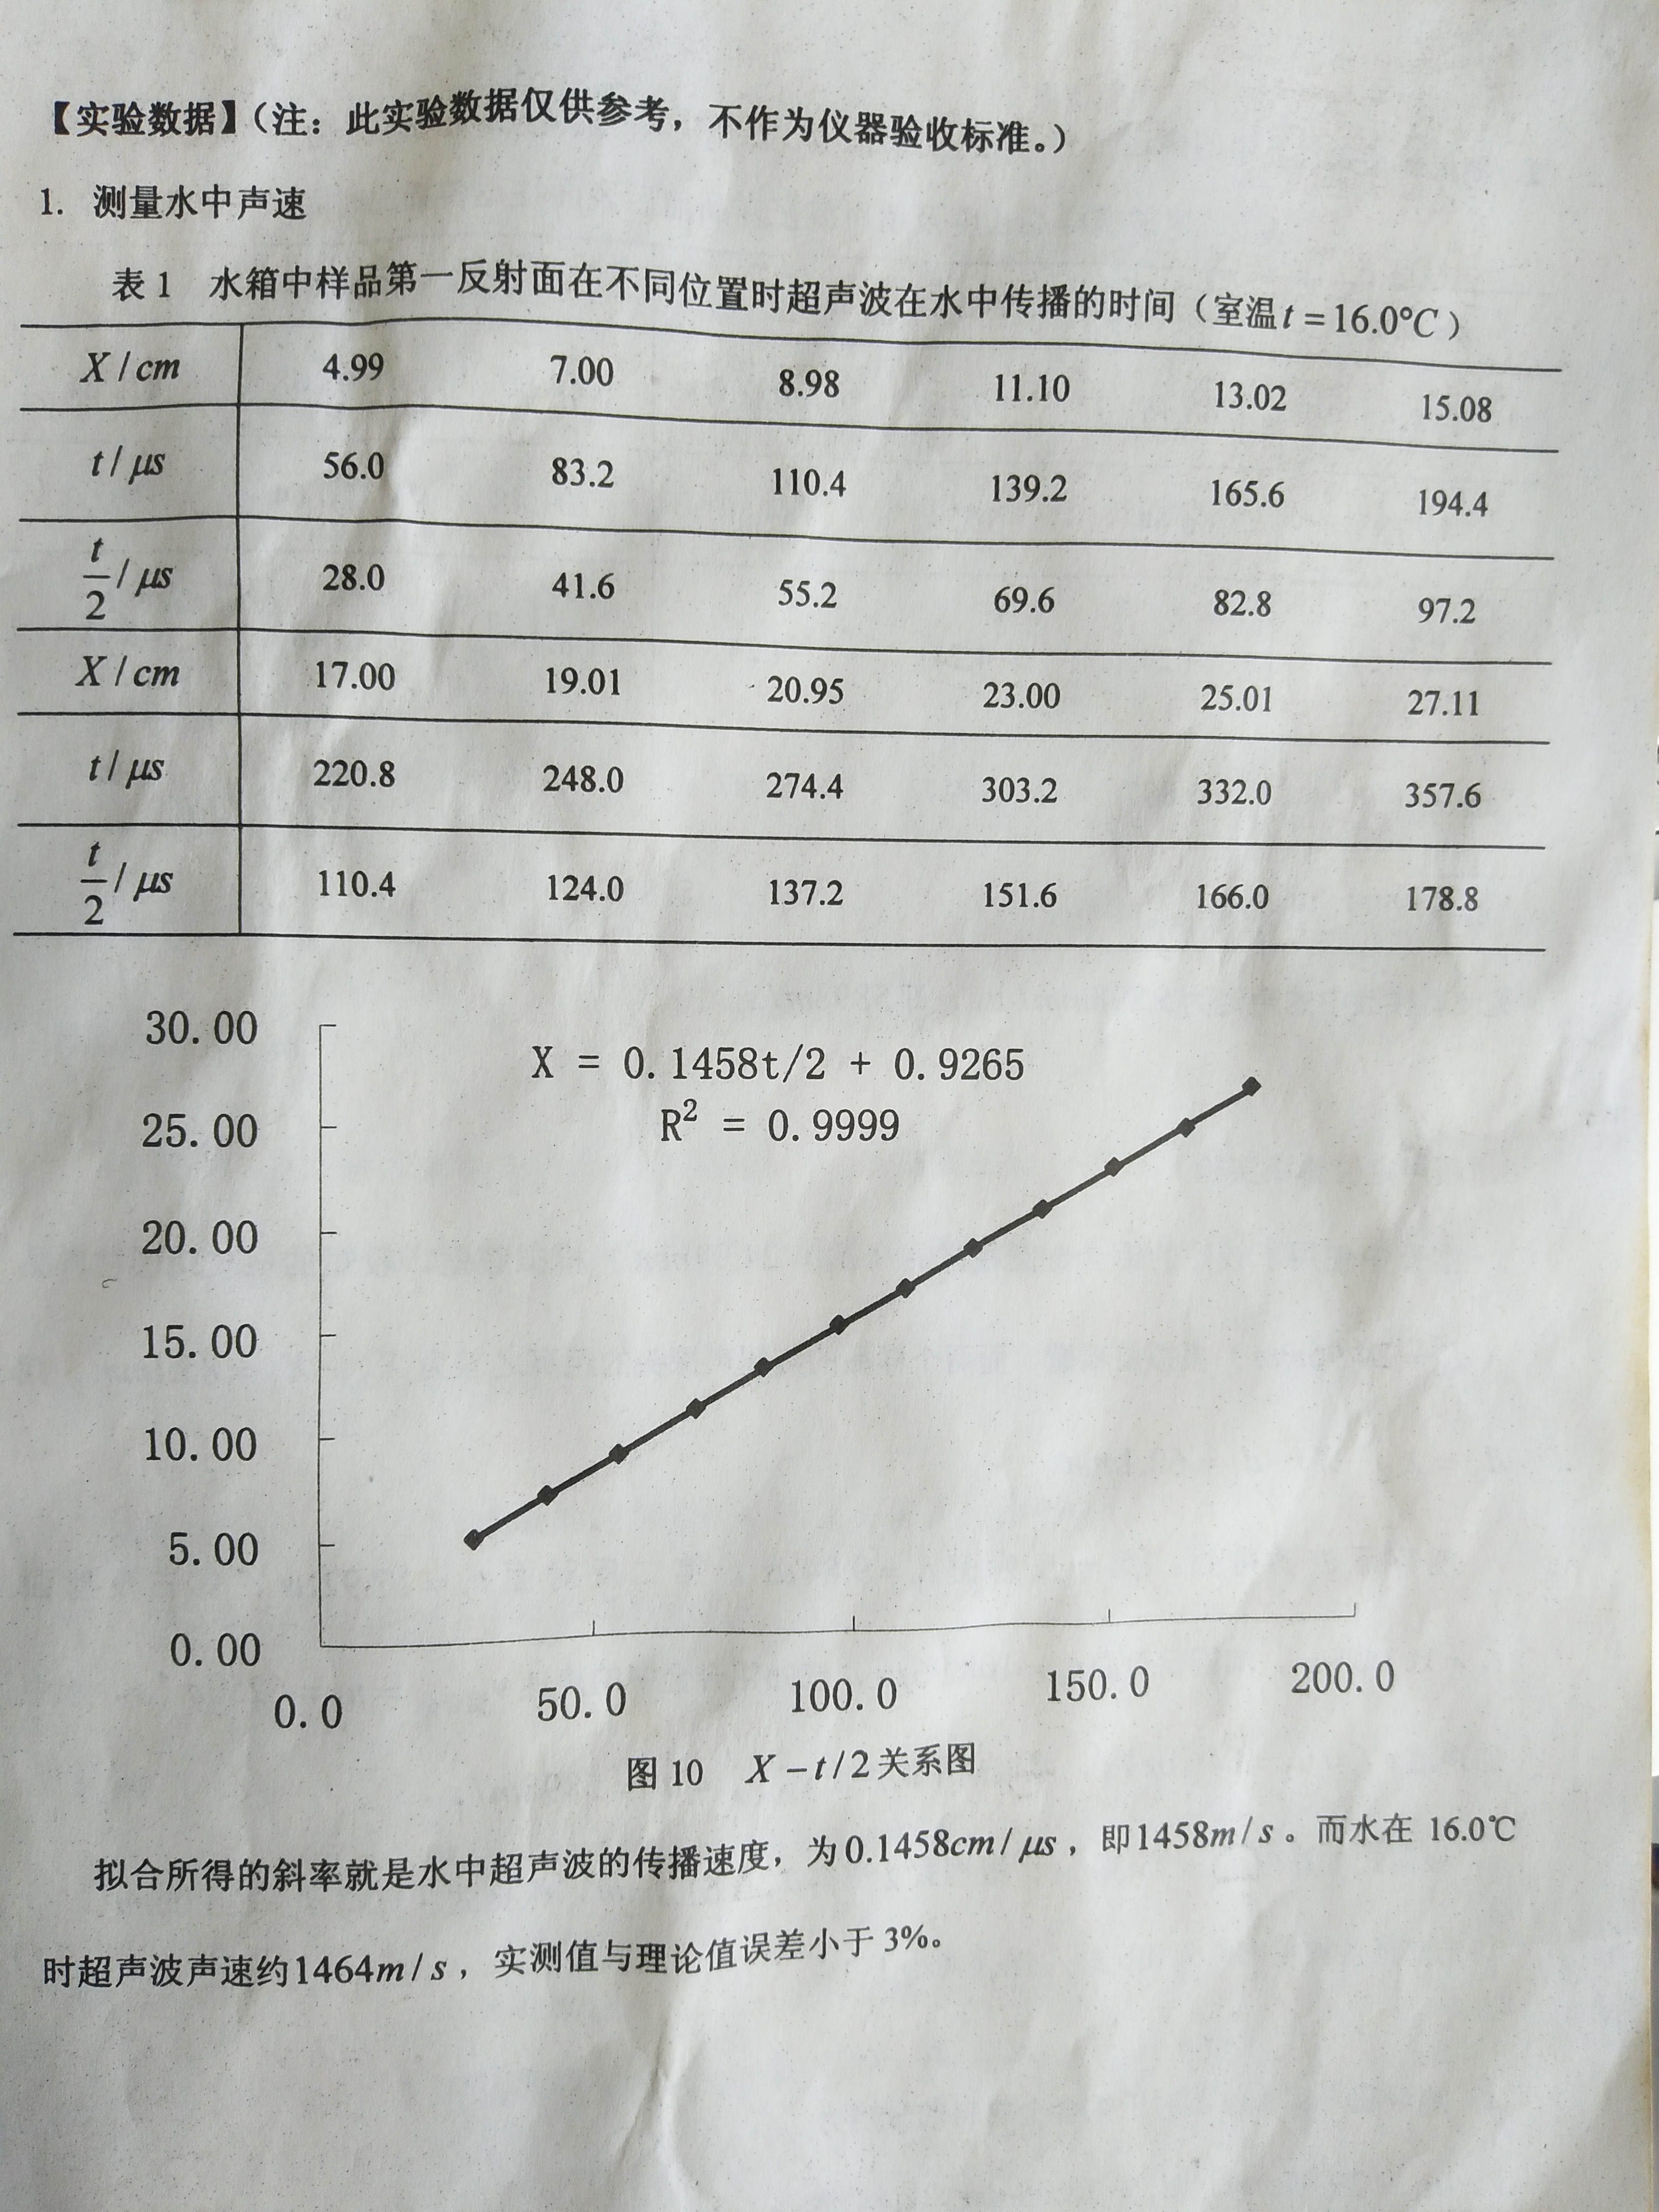 【实验数据】（注：此实验数据仅供参考，不作为仪器验收标准。）
1. 测量水中声速
表 1 水箱中样品第一反射面在不同位置时超声波在水中传播的时间（室温 t = 16.0°C）
X / cm 4.99 7.00 8.98 11.10 13.02 15.08
t / μs 56.0 83.2 110.4 139.2 165.6 194.4
t/2 / μs 28.0 41.6 55.2 69.6 82.8 97.2
X / cm 17.00 19.01 20.95 23.00 25.01 27.11
t / μs 220.8 248.0 274.4 303.2 332.0 357.6
t/2 / μs 110.4 124.0 137.2 151.6 166.0 178.8
30.00
X = 0.1458t/2 + 0.9265
R² = 0.9999
25.00
20.00
15.00
10.00
5.00
0.00
0.0 50.0 100.0 150.0 200.0
图 10 X − t / 2 关系图
拟合所得的斜率就是水中超声波的传播速度，为 0.1458cm / μs，即 1458m / s。而水在 16.0℃
时超声波声速约 1464m / s，实测值与理论值误差小于 3%。